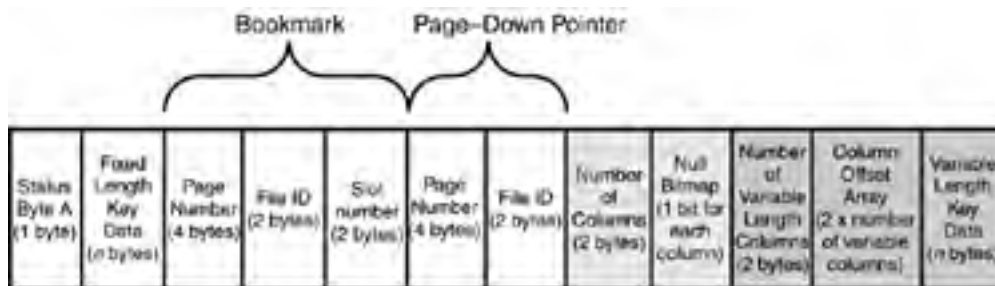 Bookmark
Page–Down Pointer
Status
Byte A
(1 byte)
Fixed
Length
Key
Data
(n bytes)
Page
Number
(4 bytes)
File ID
(2 bytes)
Slot
number
(2 bytes)
Page
Number
(4 bytes)
File ID
(2 bytes)
Number
of
Columns
(2 bytes)
Null
Bitmap
(1 bit for
each
column)
Number
of
Variable
Length
Columns
(2 bytes)
Column
Offset
Array
(2 x number
of variable
columns)
Variable
Length
Key
Data
(n bytes)